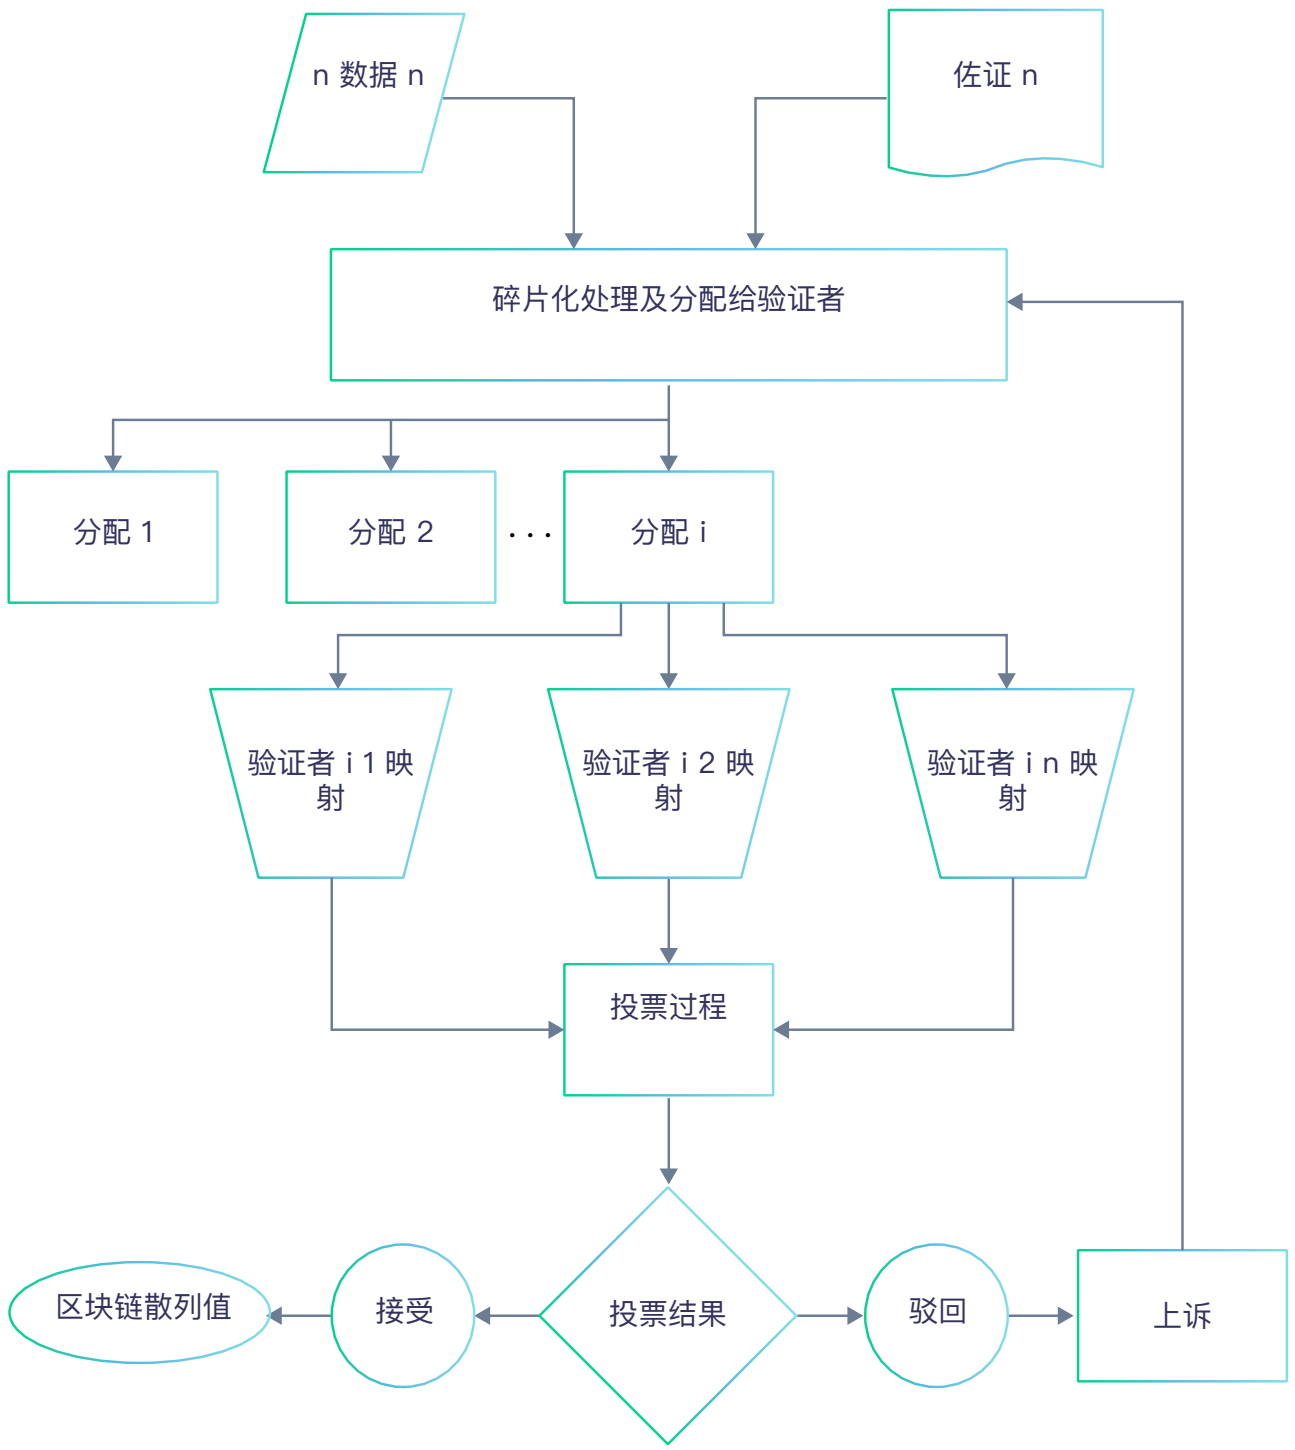 n 数据 n
佐证 n
碎片化处理及分配给验证者
分配 1
分配 2
...
分配 i
验证者 i 1 映
射
验证者 i 2 映
射
验证者 i n 映
射
投票过程
区块链散列值
接受
投票结果
驳回
上诉